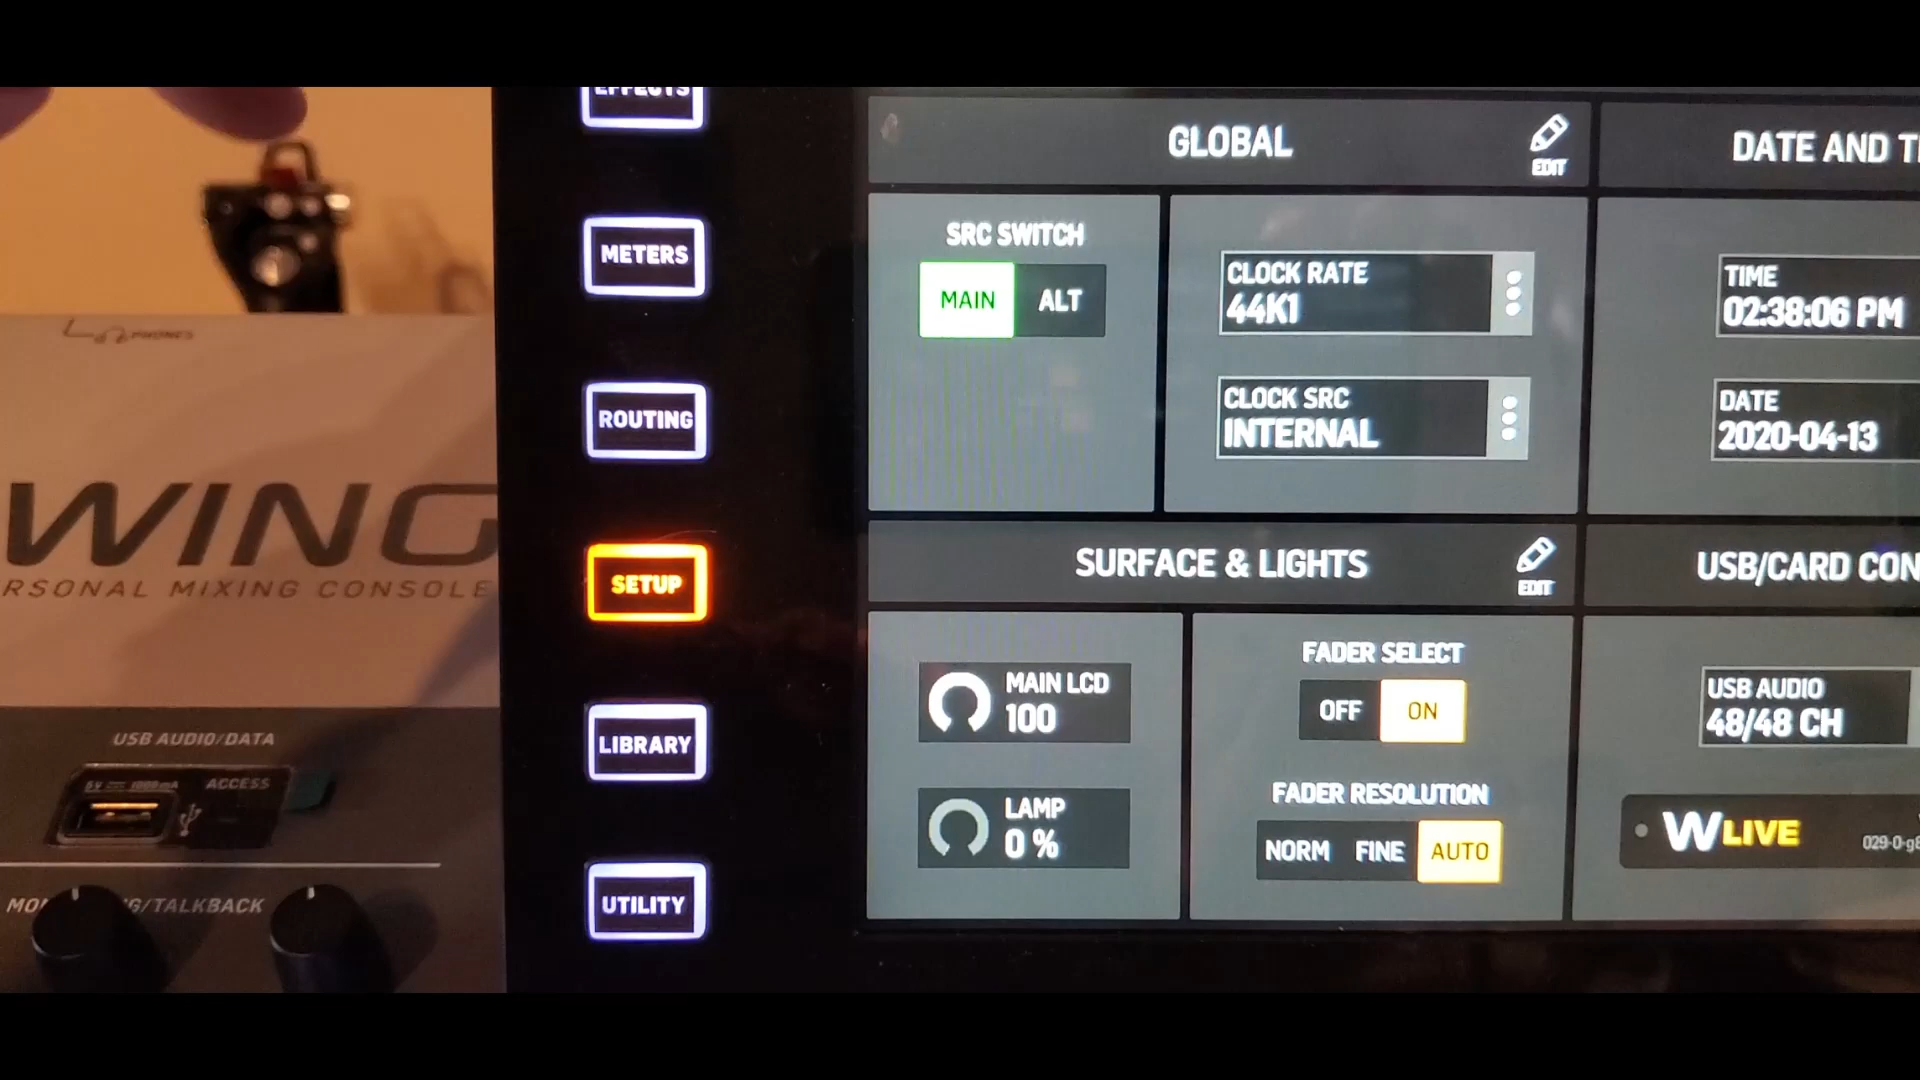 EFFECTS
METERS
ROUTING
SETUP
LIBRARY
UTILITY
PHONES
WING
RSONAL MIXING CONSOLE
USB AUDIO/DATA
5V 1000mA
ACCESS
MO G/TALKBACK
GLOBAL
EDIT
SRC SWITCH
MAIN ALT
CLOCK RATE
44K1
CLOCK SRC
INTERNAL
DATE AND T
TIME
02:38:06 PM
DATE
2020-04-13
SURFACE & LIGHTS
EDIT
MAIN LCD
100
LAMP
0 %
FADER SELECT
OFF ON
FADER RESOLUTION
NORM FINE AUTO
USB/CARD CON
USB AUDIO
48/48 CH
WLIVE
029-0-g8